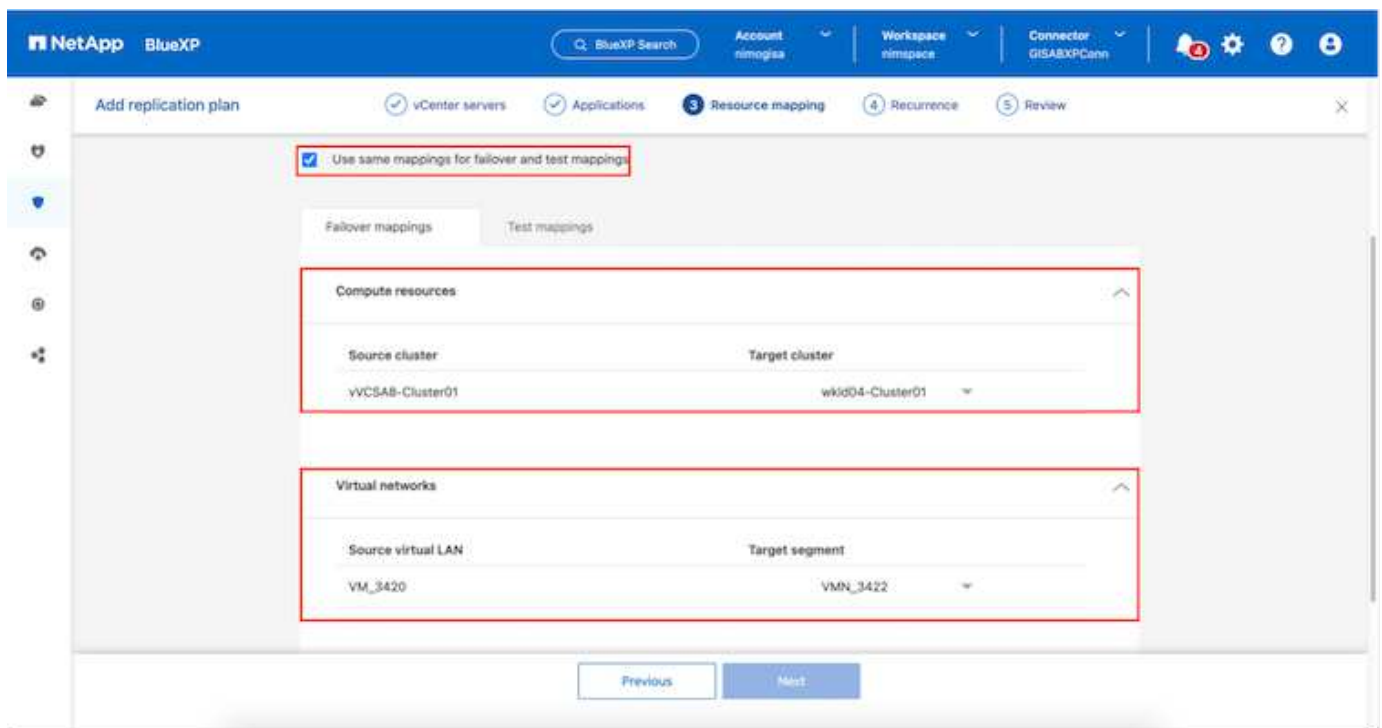 NetApp BlueXP BlueXP Search Account Workspace Connector
nimogisa nimspace GISABXPConn
4
Add replication plan vCenter servers Applications 3 Resource mapping 4 Recurrence 5 Review
Use same mappings for failover and test mappings
Failover mappings Test mappings
Compute resources
Source cluster Target cluster
vVCSA8-Cluster01 wkld04-Cluster01
Virtual networks
Source virtual LAN Target segment
VM_3420 VMN_3422
Previous Next